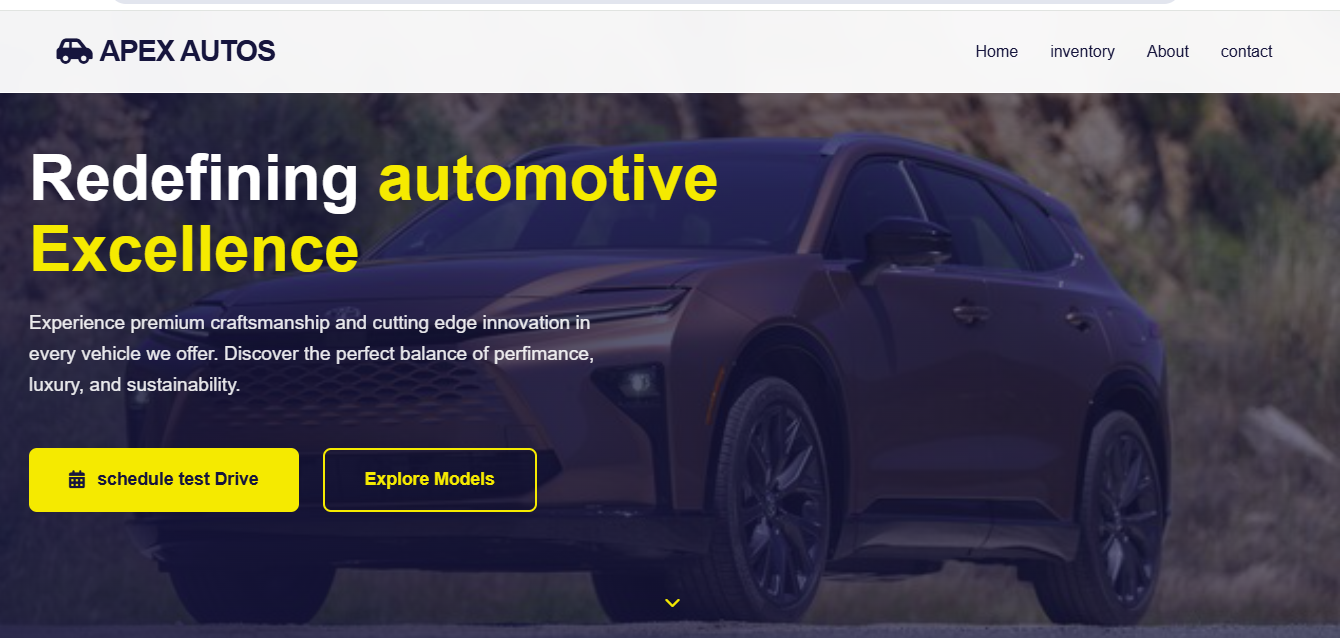 APEX AUTOS
Home inventory About contact
Redefining automotive
Excellence
Experience premium craftsmanship and cutting edge innovation in
every vehicle we offer. Discover the perfect balance of perfimance,
luxury, and sustainability.
schedule test Drive
Explore Models